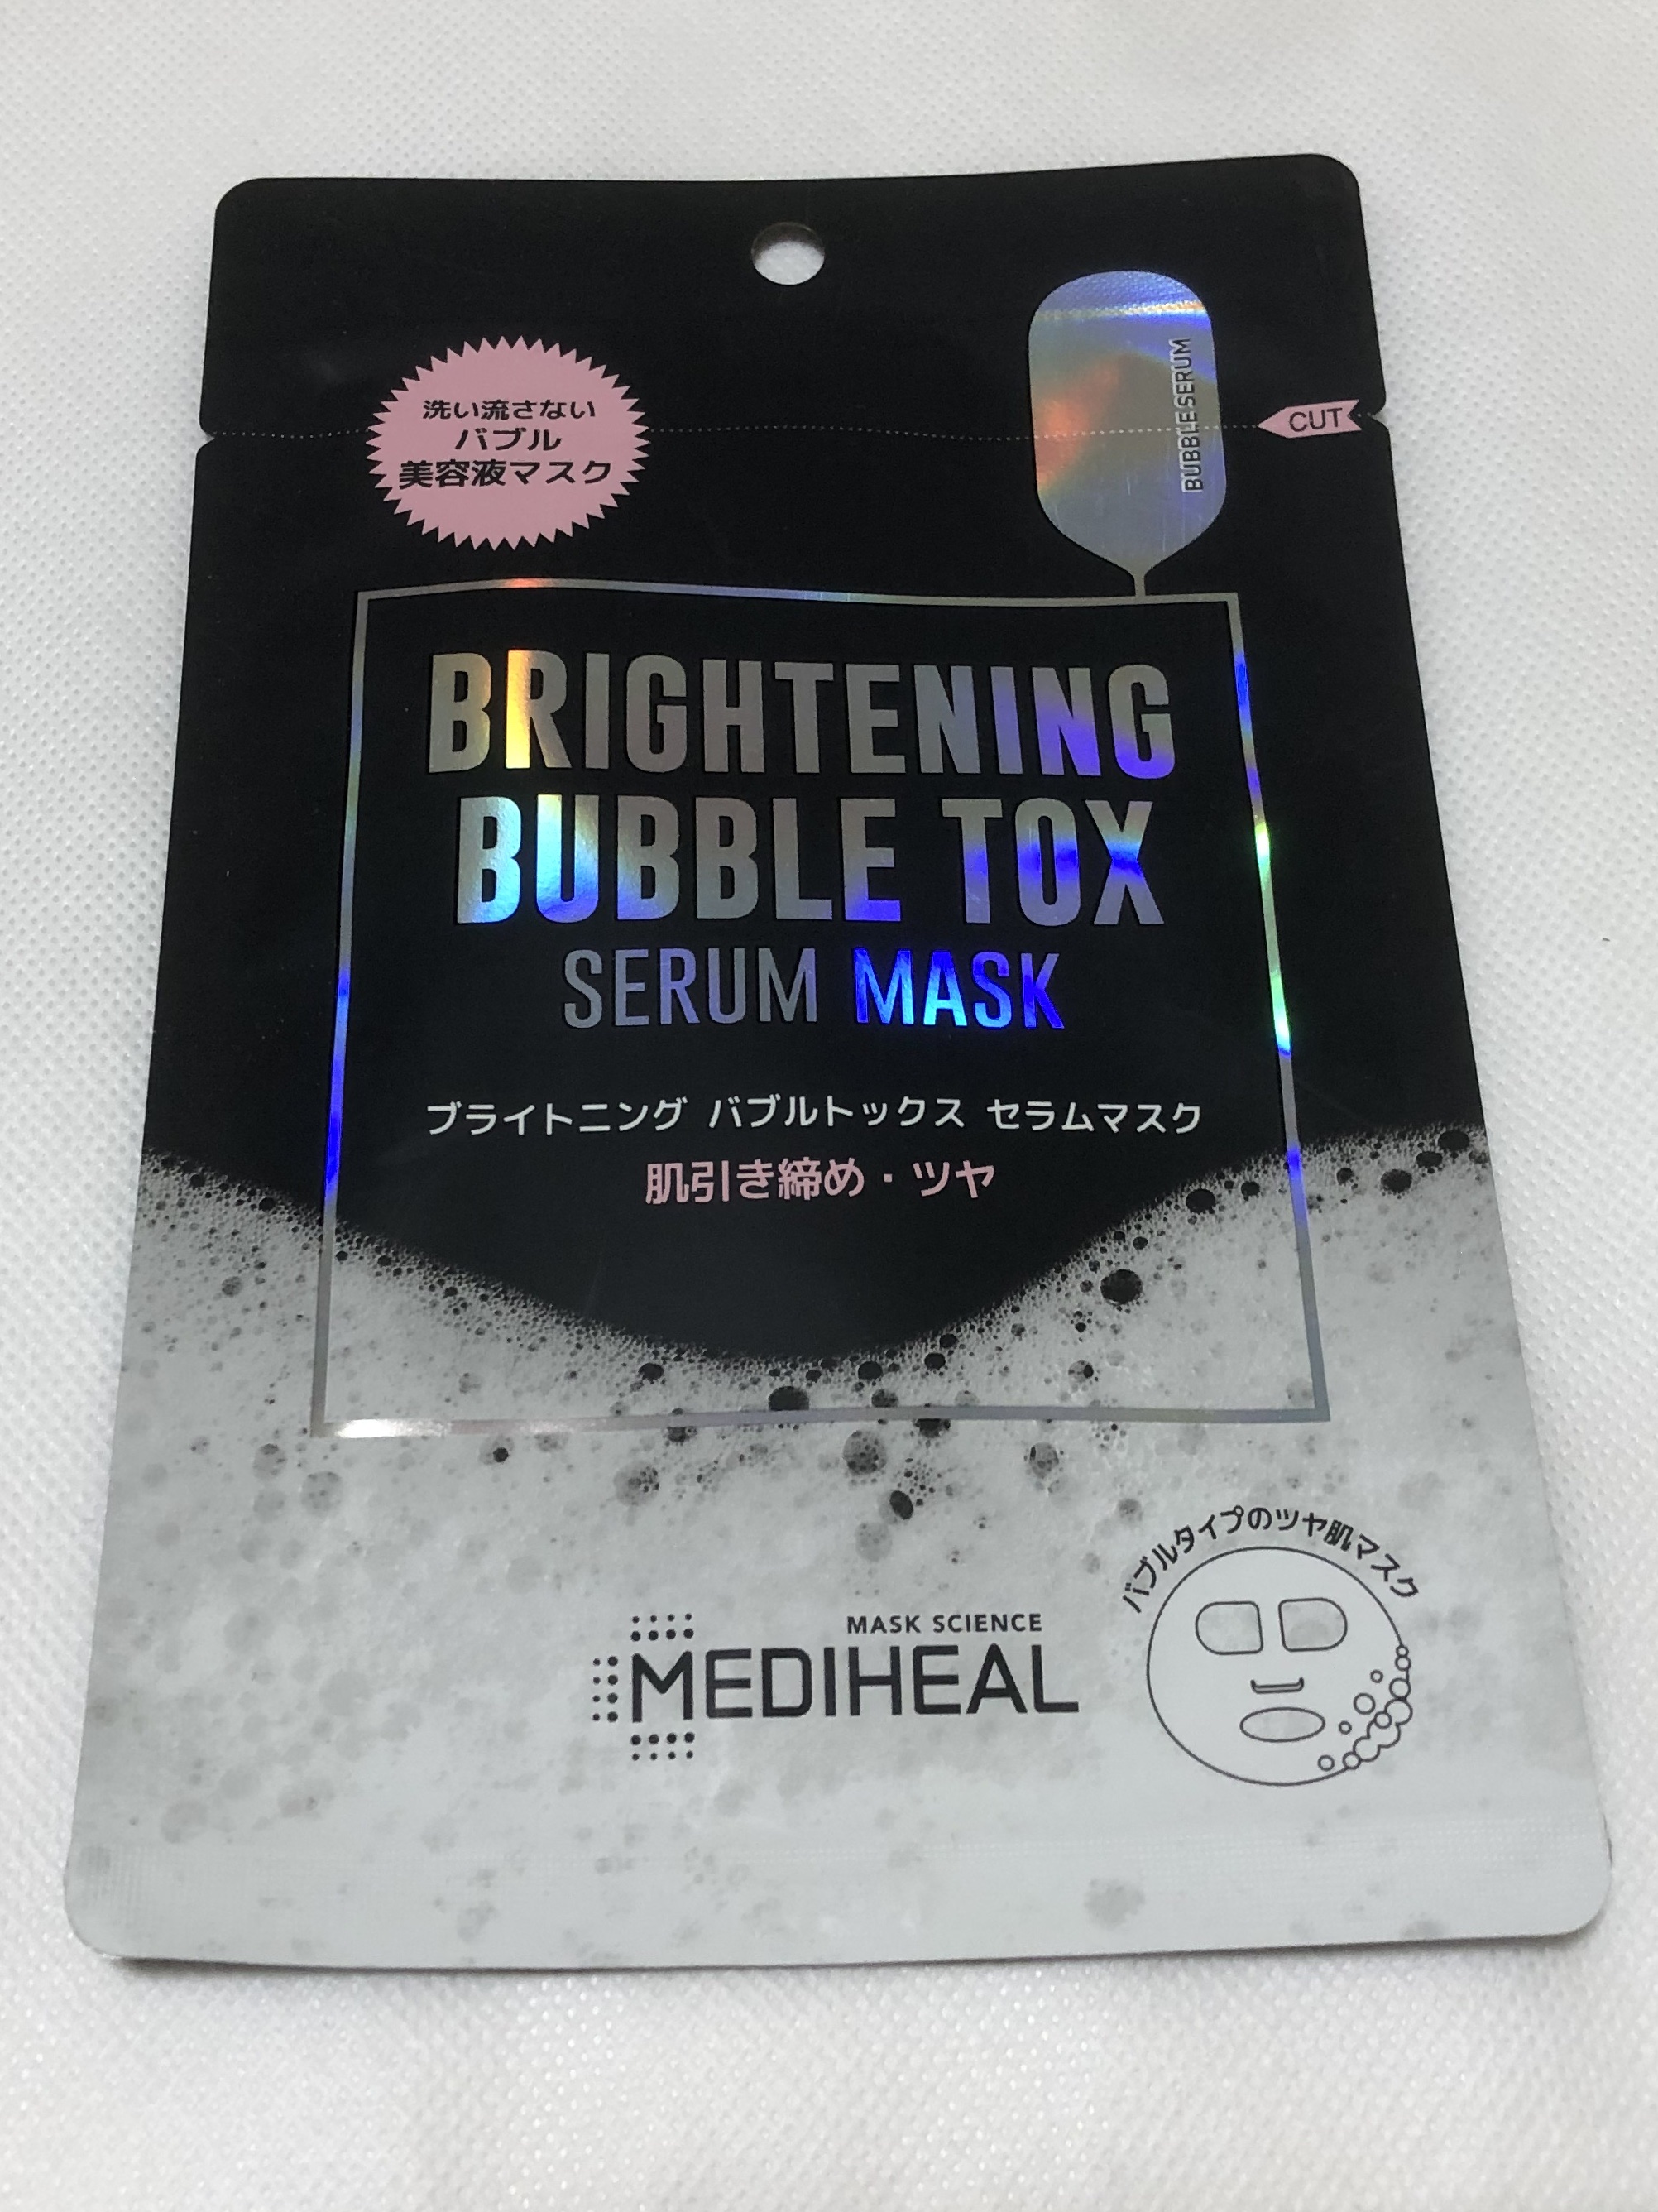 洗い流さない
バブル
美容液マスク
BUBBLE SERUM
CUT
BRIGHTENING
BUBBLE TOX
SERUM MASK
ブライトニング バブルトックス セラムマスク
肌引き締め・ツヤ
バブルタイプのツヤ肌マスク
MASK SCIENCE
MEDIHEAL